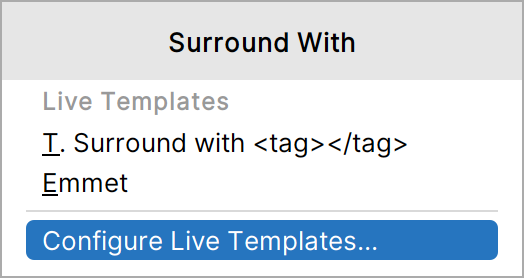 Surround With
Live Templates
T. Surround with <tag></tag>
Emmet
Configure Live Templates...